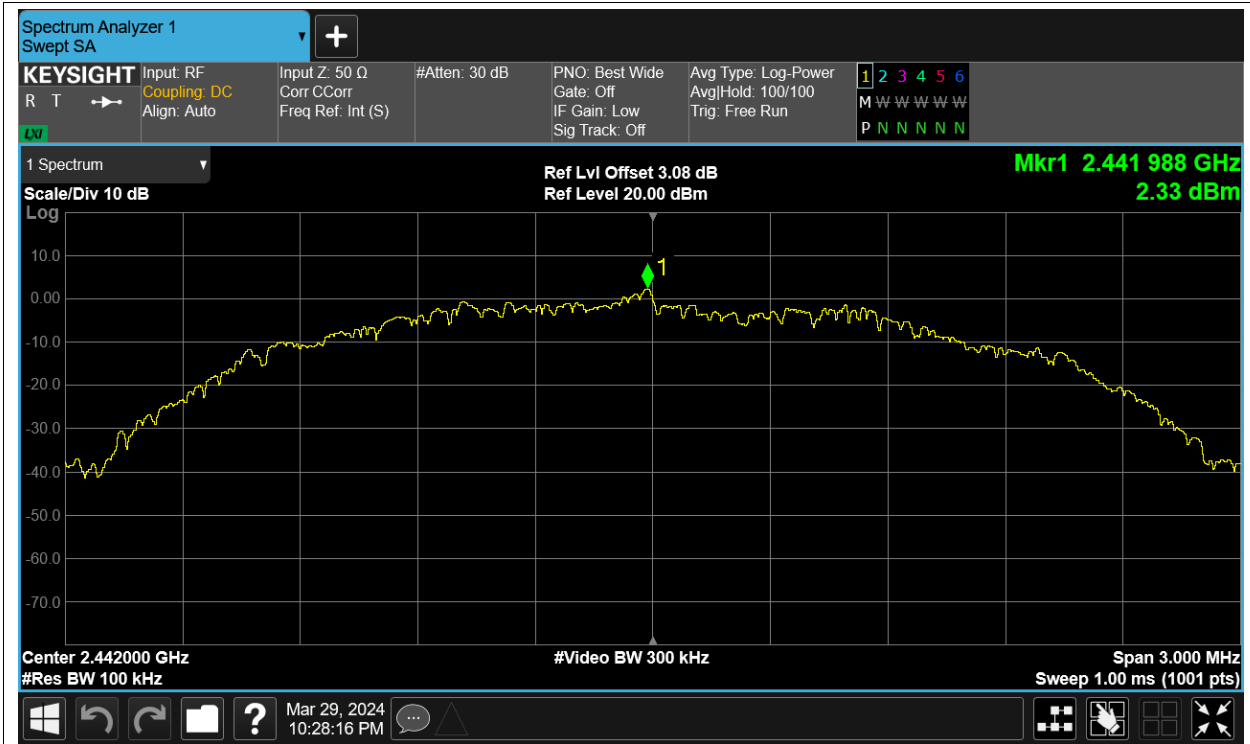 Spectrum Analyzer 1
Swept SA
KEYSIGHT
R T
LXI
Input: RF
Coupling: DC
Align: Auto
Input Z: 50 Ω
Corr CCorr
Freq Ref: Int (S)
#Atten: 30 dB
PNO: Best Wide
Gate: Off
IF Gain: Low
Sig Track: Off
Avg Type: Log-Power
Avg|Hold: 100/100
Trig: Free Run
1 2 3 4 5 6
M W W W W W W
P N N N N N N
1 Spectrum
Scale/Div 10 dB
Log
Ref Lvl Offset 3.08 dB
Ref Level 20.00 dBm
Mkr1 2.441 988 GHz
2.33 dBm
1
10.0
0.00
-10.0
-20.0
-30.0
-40.0
-50.0
-60.0
-70.0
Center 2.442000 GHz
#Res BW 100 kHz
#Video BW 300 kHz
Span 3.000 MHz
Sweep 1.00 ms (1001 pts)
?
Mar 29, 2024
10:28:16 PM